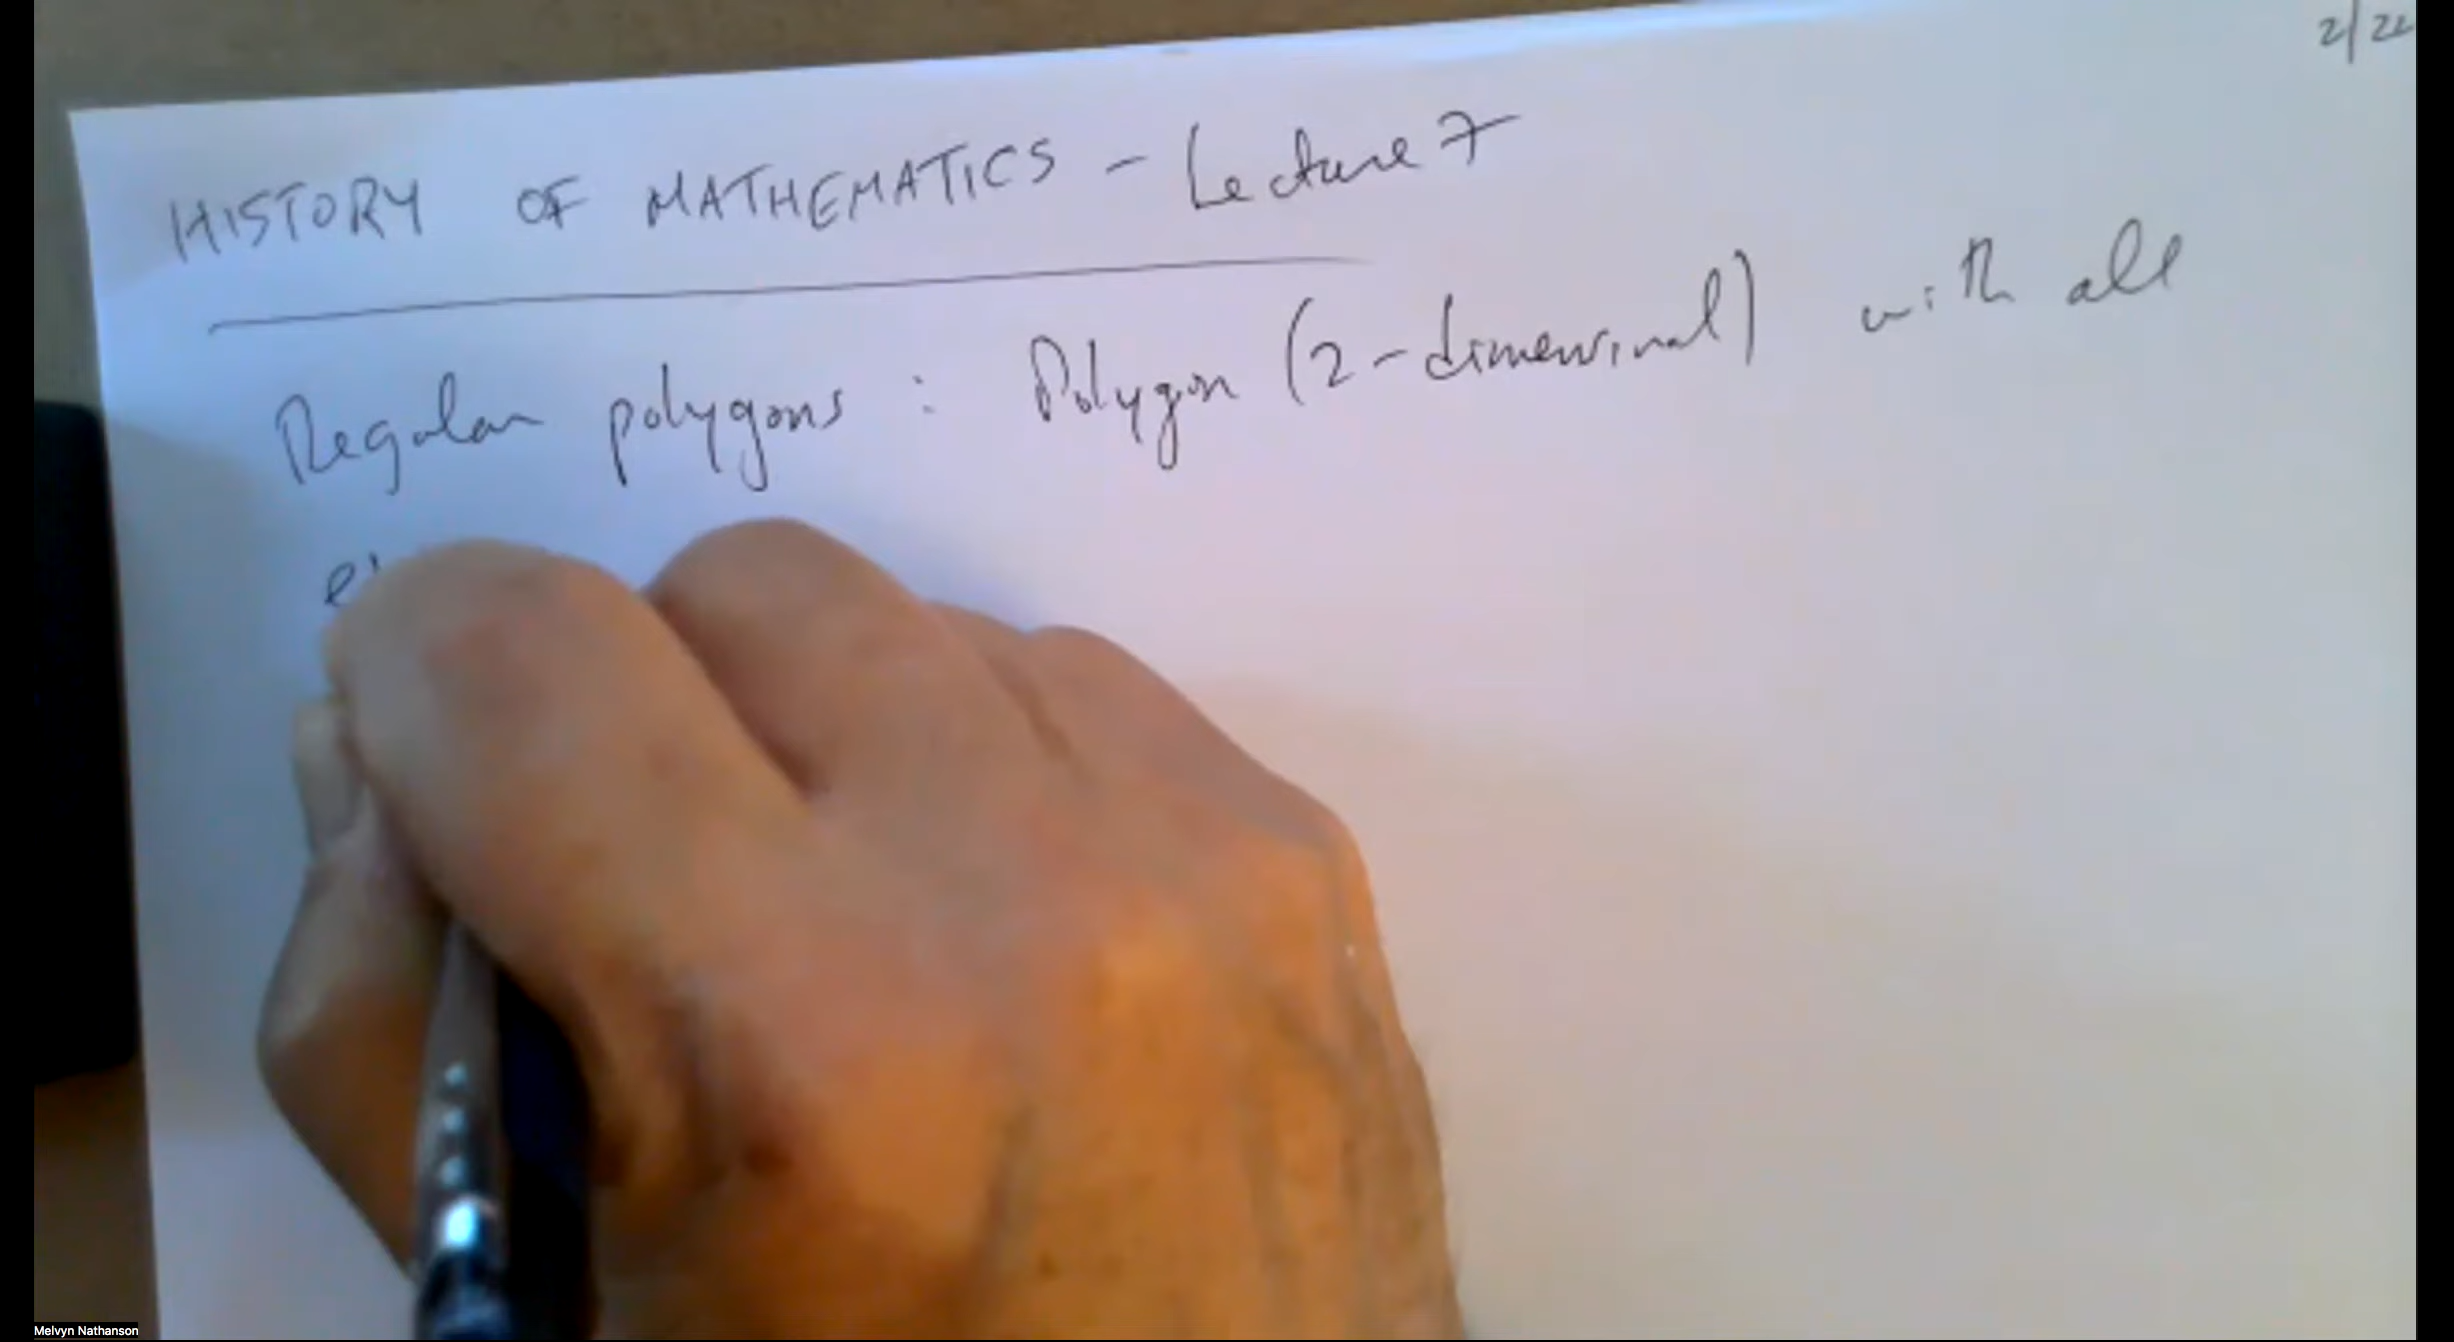 2/22
HISTORY OF MATHEMATICS - Lecture 7
Regular polygons : Polygon (2-dimensional) with all
Melvyn Nathanson